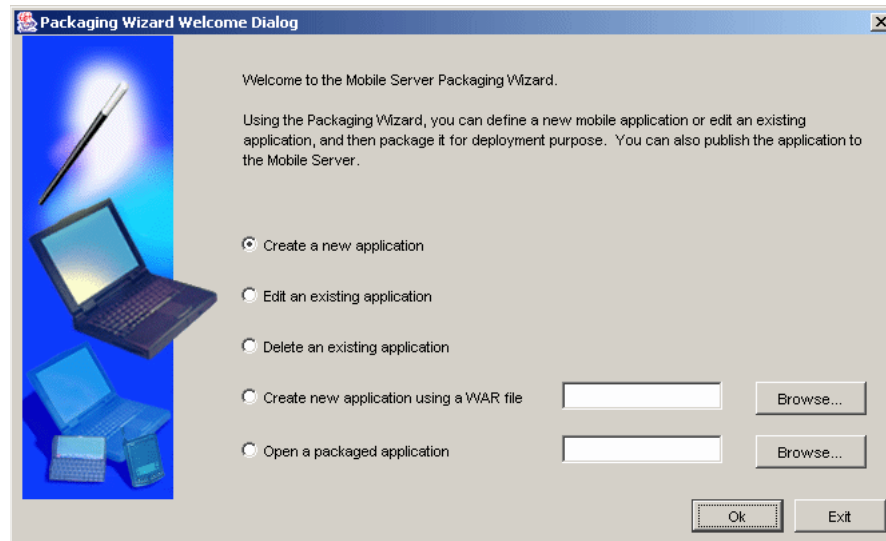 Packaging Wizard Welcome Dialog
Welcome to the Mobile Server Packaging Wizard.
Using the Packaging Wizard, you can define a new mobile application or edit an existing
application, and then package it for deployment purpose. You can also publish the application to
the Mobile Server.
Create a new application
Edit an existing application
Delete an existing application
Create new application using a WAR file
Browse...
Open a packaged application
Browse...
Ok
Exit